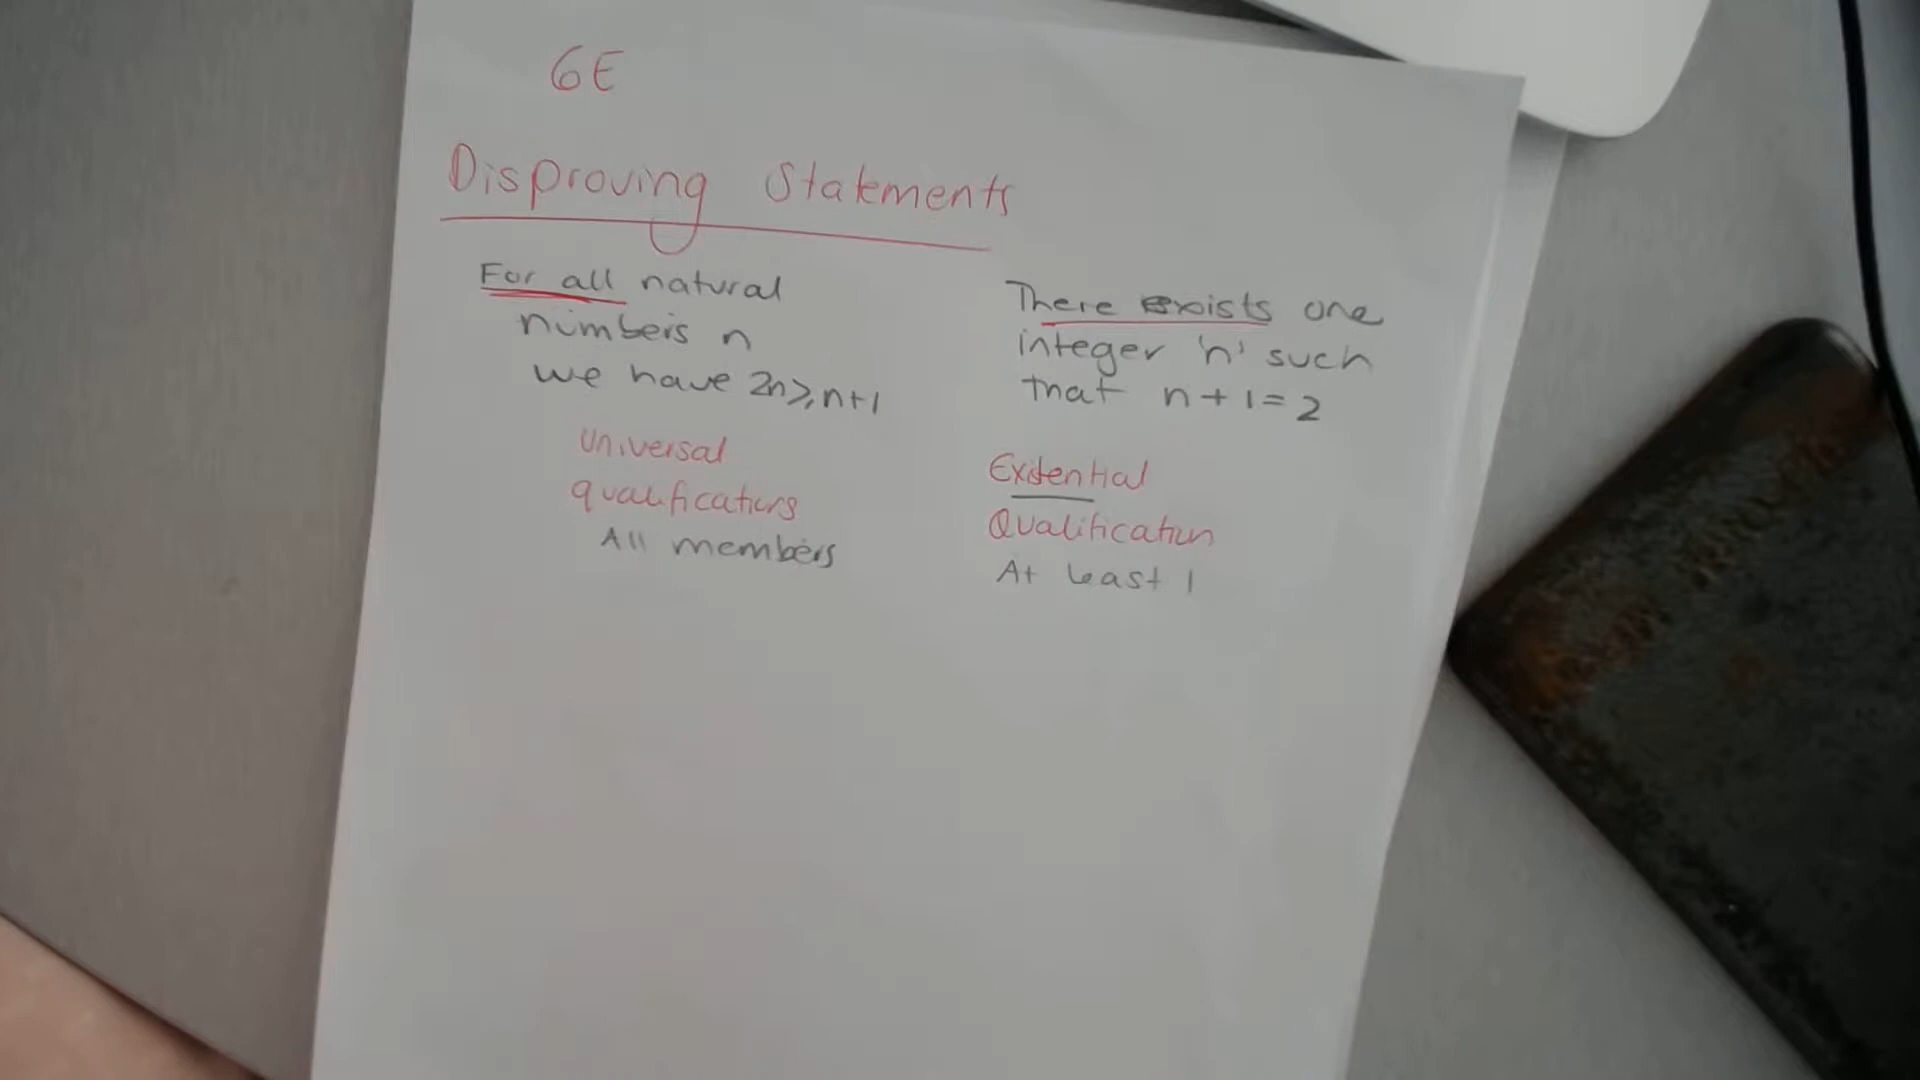 6E
Disproving Statements
For all natural
numbers n
we have 2n⩾n+1
Universal
qualifications
All members
There exists one
integer 'n' such
that n+1=2
Existential
Qualification
At least 1